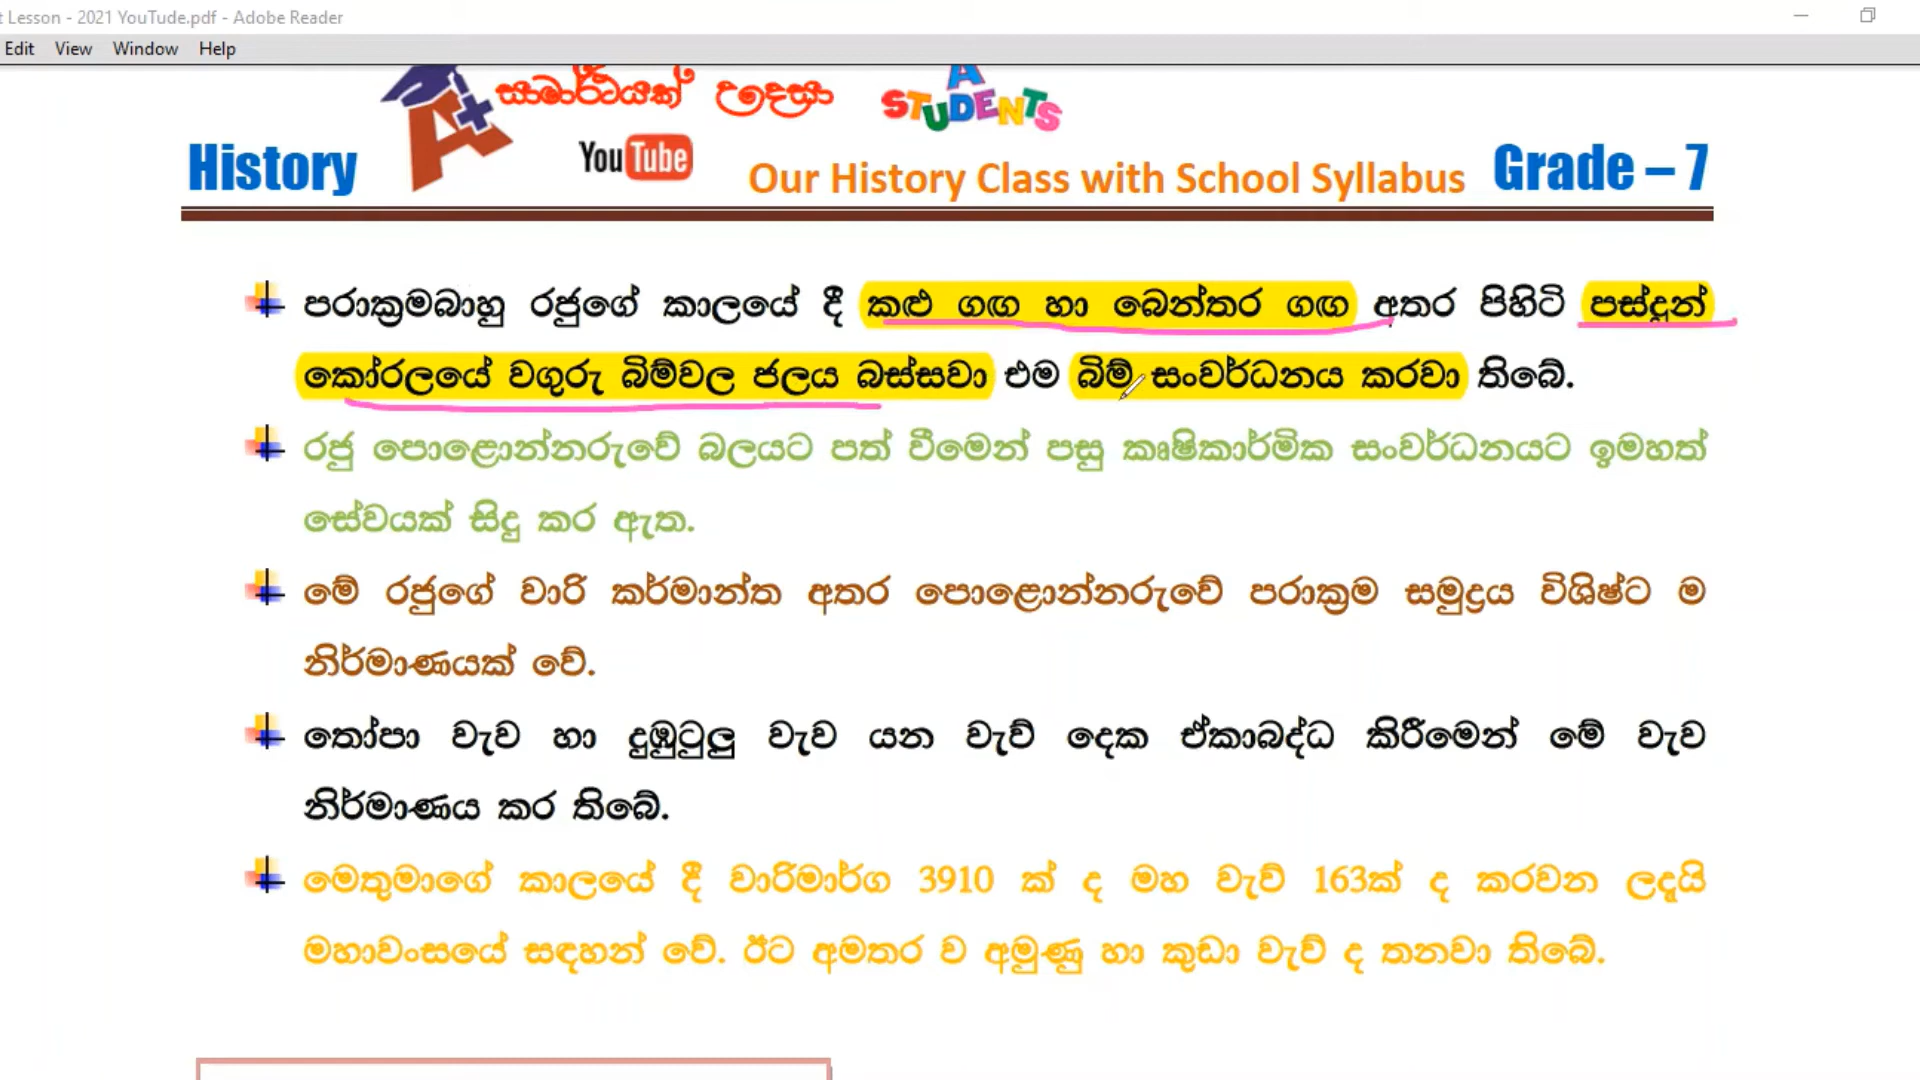 t Lesson - 2021 YouTude.pdf - Adobe Reader
Edit View Window Help
සාමාර්ථයක් උදෙසා
A
STUDENTS
History
A+
YouTube
Our History Class with School Syllabus
Grade – 7
පරාක්‍රමබාහු රජුගේ කාලයේ දී කළු ගඟ හා බෙන්තර ගඟ අතර පිහිටි පස්දූන්
කෝරලයේ වගුරු බිම්වල ජලය බස්සවා එම බිම් සංවර්ධනය කරවා තිබේ.
රජු පොළොන්නරුවේ බලයට පත් වීමෙන් පසු කෘෂිකාර්මික සංවර්ධනයට ඉමහත්
සේවයක් සිදු කර ඇත.
මේ රජුගේ වාරි කර්මාන්ත අතර පොළොන්නරුවේ පරාක්‍රම සමුද්‍රය විශිෂ්ට ම
නිර්මාණයක් වේ.
තෝපා වැව හා දුඹුටුලු වැව යන වැව් දෙක ඒකාබද්ධ කිරීමෙන් මේ වැව
නිර්මාණය කර තිබේ.
මෙතුමාගේ කාලයේ දී වාරිමාර්ග 3910 ක් ද මහ වැව් 163ක් ද කරවන ලදැයි
මහාවංසයේ සඳහන් වේ. ඊට අමතර ව අමුණු හා කුඩා වැව් ද තනවා තිබේ.